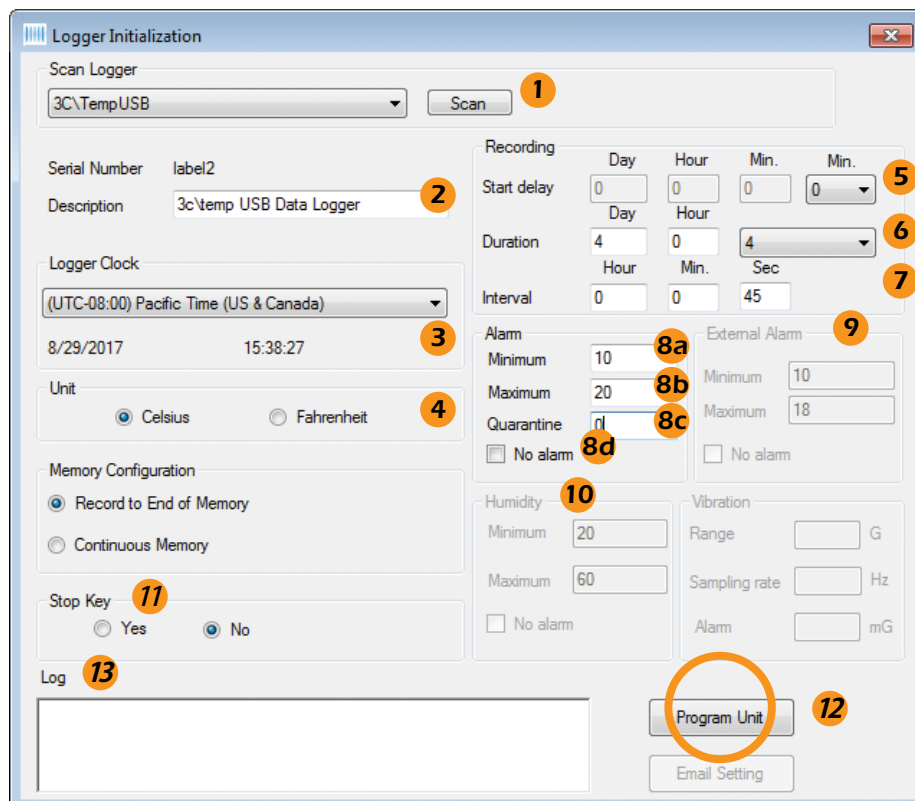 Logger Initialization
Scan Logger
3C\TempUSB
Scan
1
Serial Number label2
Description 3c\temp USB Data Logger
2
Logger Clock
(UTC-08:00) Pacific Time (US & Canada)
8/29/2017 15:38:27
3
Unit
Celsius Fahrenheit
4
Memory Configuration
Record to End of Memory
Continuous Memory
Stop Key
11
Yes No
Recording
Day Hour Min. Min.
Start delay 0 0 0 0
5
Day Hour
Duration 4 0 4
6
Hour Min. Sec
7
Interval 0 0 45
Alarm
Minimum 10
8a
Maximum 20
8b
Quarantine 0
8c
No alarm
8d
External Alarm
9
Minimum 10
Maximum 18
No alarm
Humidity
10
Minimum 20
Maximum 60
No alarm
Vibration
Range G
Sampling rate Hz
Alarm mG
Log
13
Program Unit
12
Email Setting